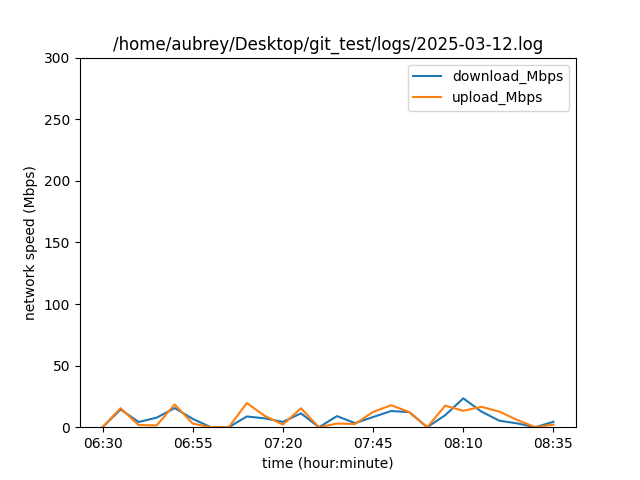 /home/aubrey/Desktop/git_test/logs/2025-03-12.log
download_Mbps
upload_Mbps
network speed (Mbps)
300
250
200
150
100
50
0
06:30 06:55 07:20 07:45 08:10 08:35
time (hour:minute)